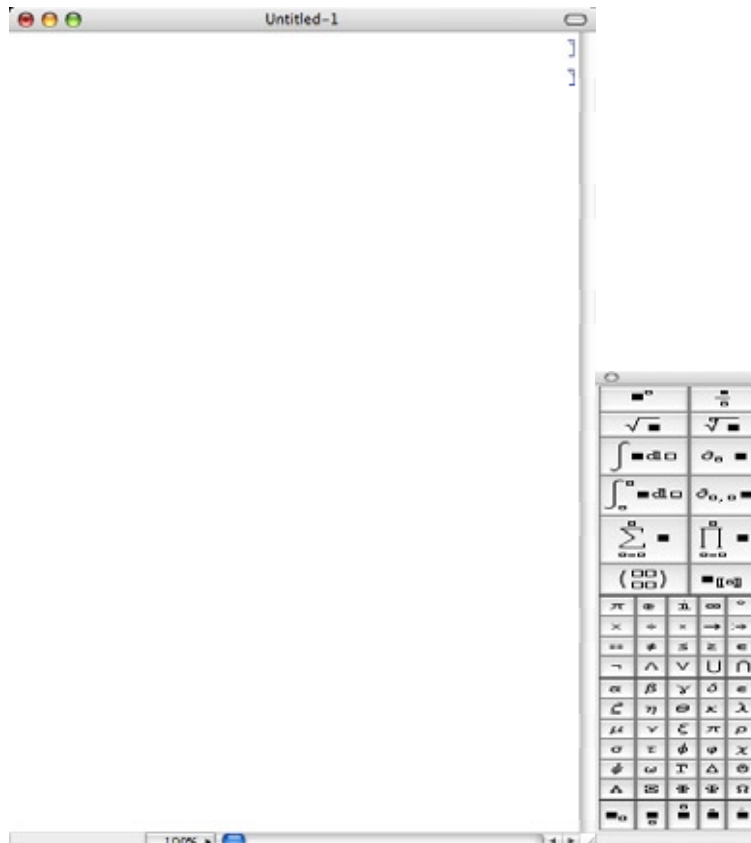 Untitled-1
]
]
■□ ■/□
√■ ∜■
∫■ⅆ□ ∂□ ■
∫□□■ⅆ□ ∂□,□■
∑□□=□ ■ ∏□□=□ ■
(□□□□) ■〚□〛
π ⅇ ⅈ ∞ °
× ÷ × → :→
== ≠ ≤ ≥ ∈
¬ ∧ ∨ ∪ ∩
α β γ δ ε
ζ η θ κ λ
μ ν ξ π ρ
σ τ ϕ φ χ
ψ ω Γ Δ Θ
Λ Ξ Φ Ω
100%